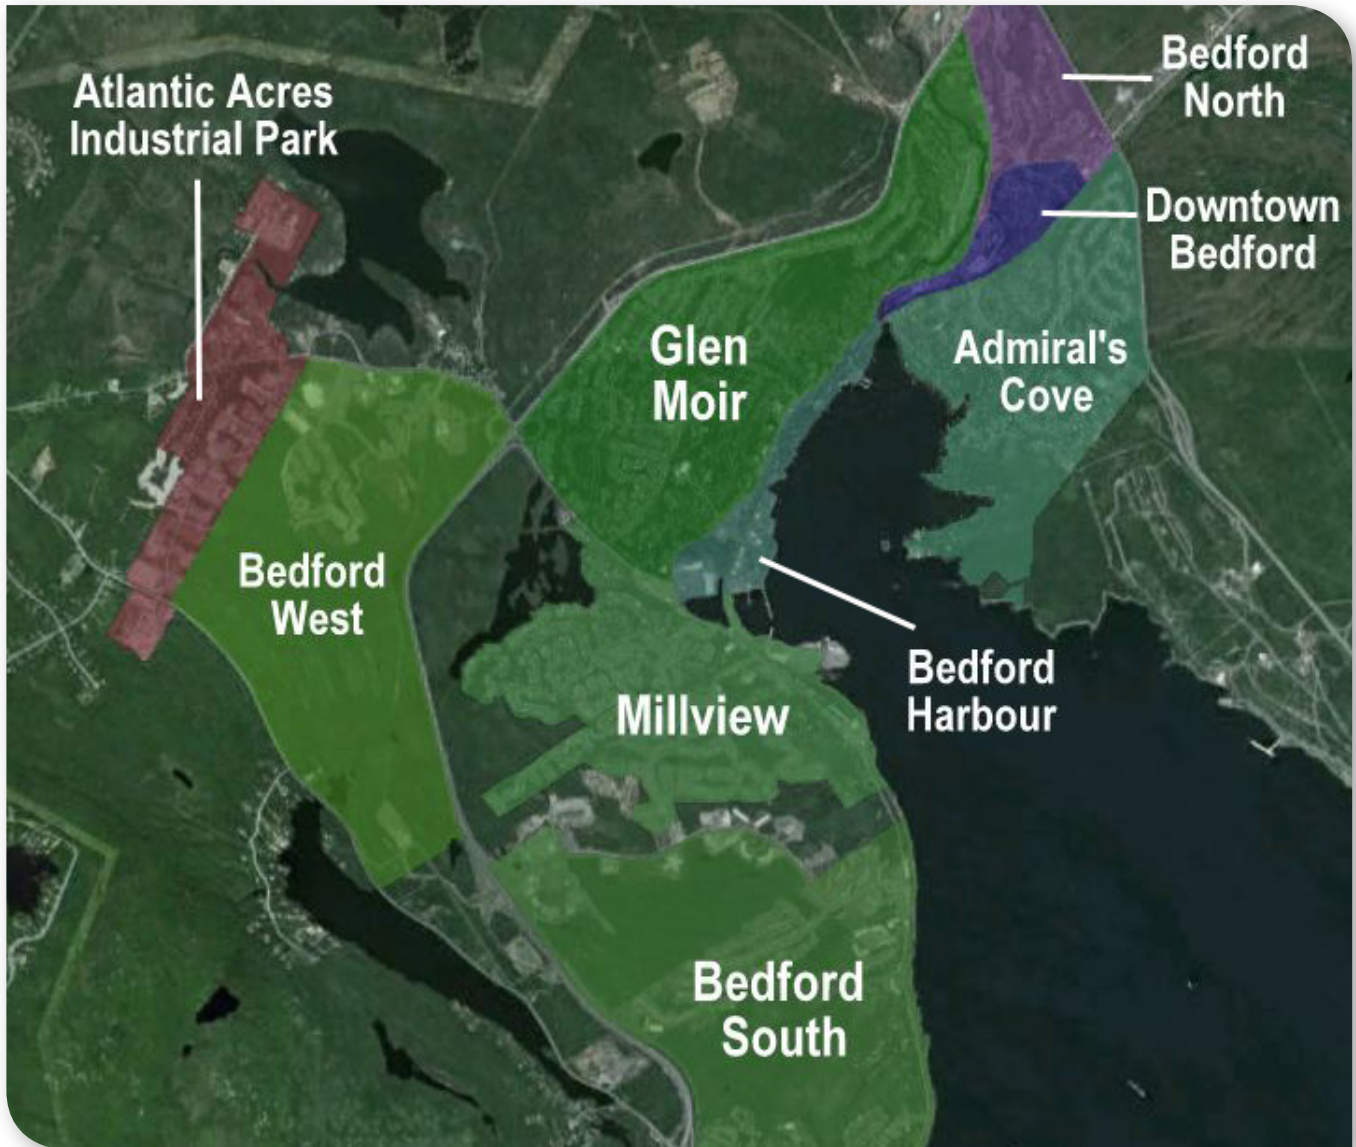 Bedford
North
Atlantic Acres
Industrial Park
Downtown
Bedford
Glen
Moir
Admiral's
Cove
Bedford
West
Bedford
Harbour
Millview
Bedford
South